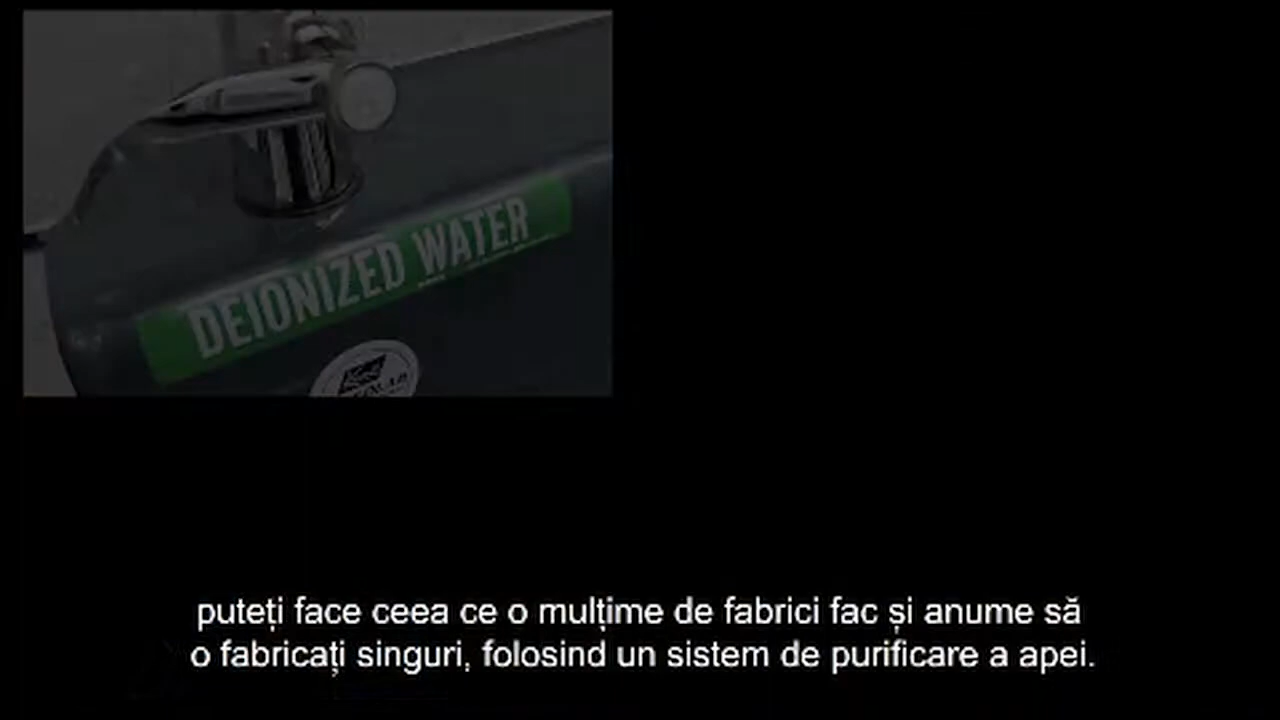 DEIONIZED WATER
puteți face ceea ce o mulțime de fabrici fac și anume să
o fabricați singuri, folosind un sistem de purificare a apei.